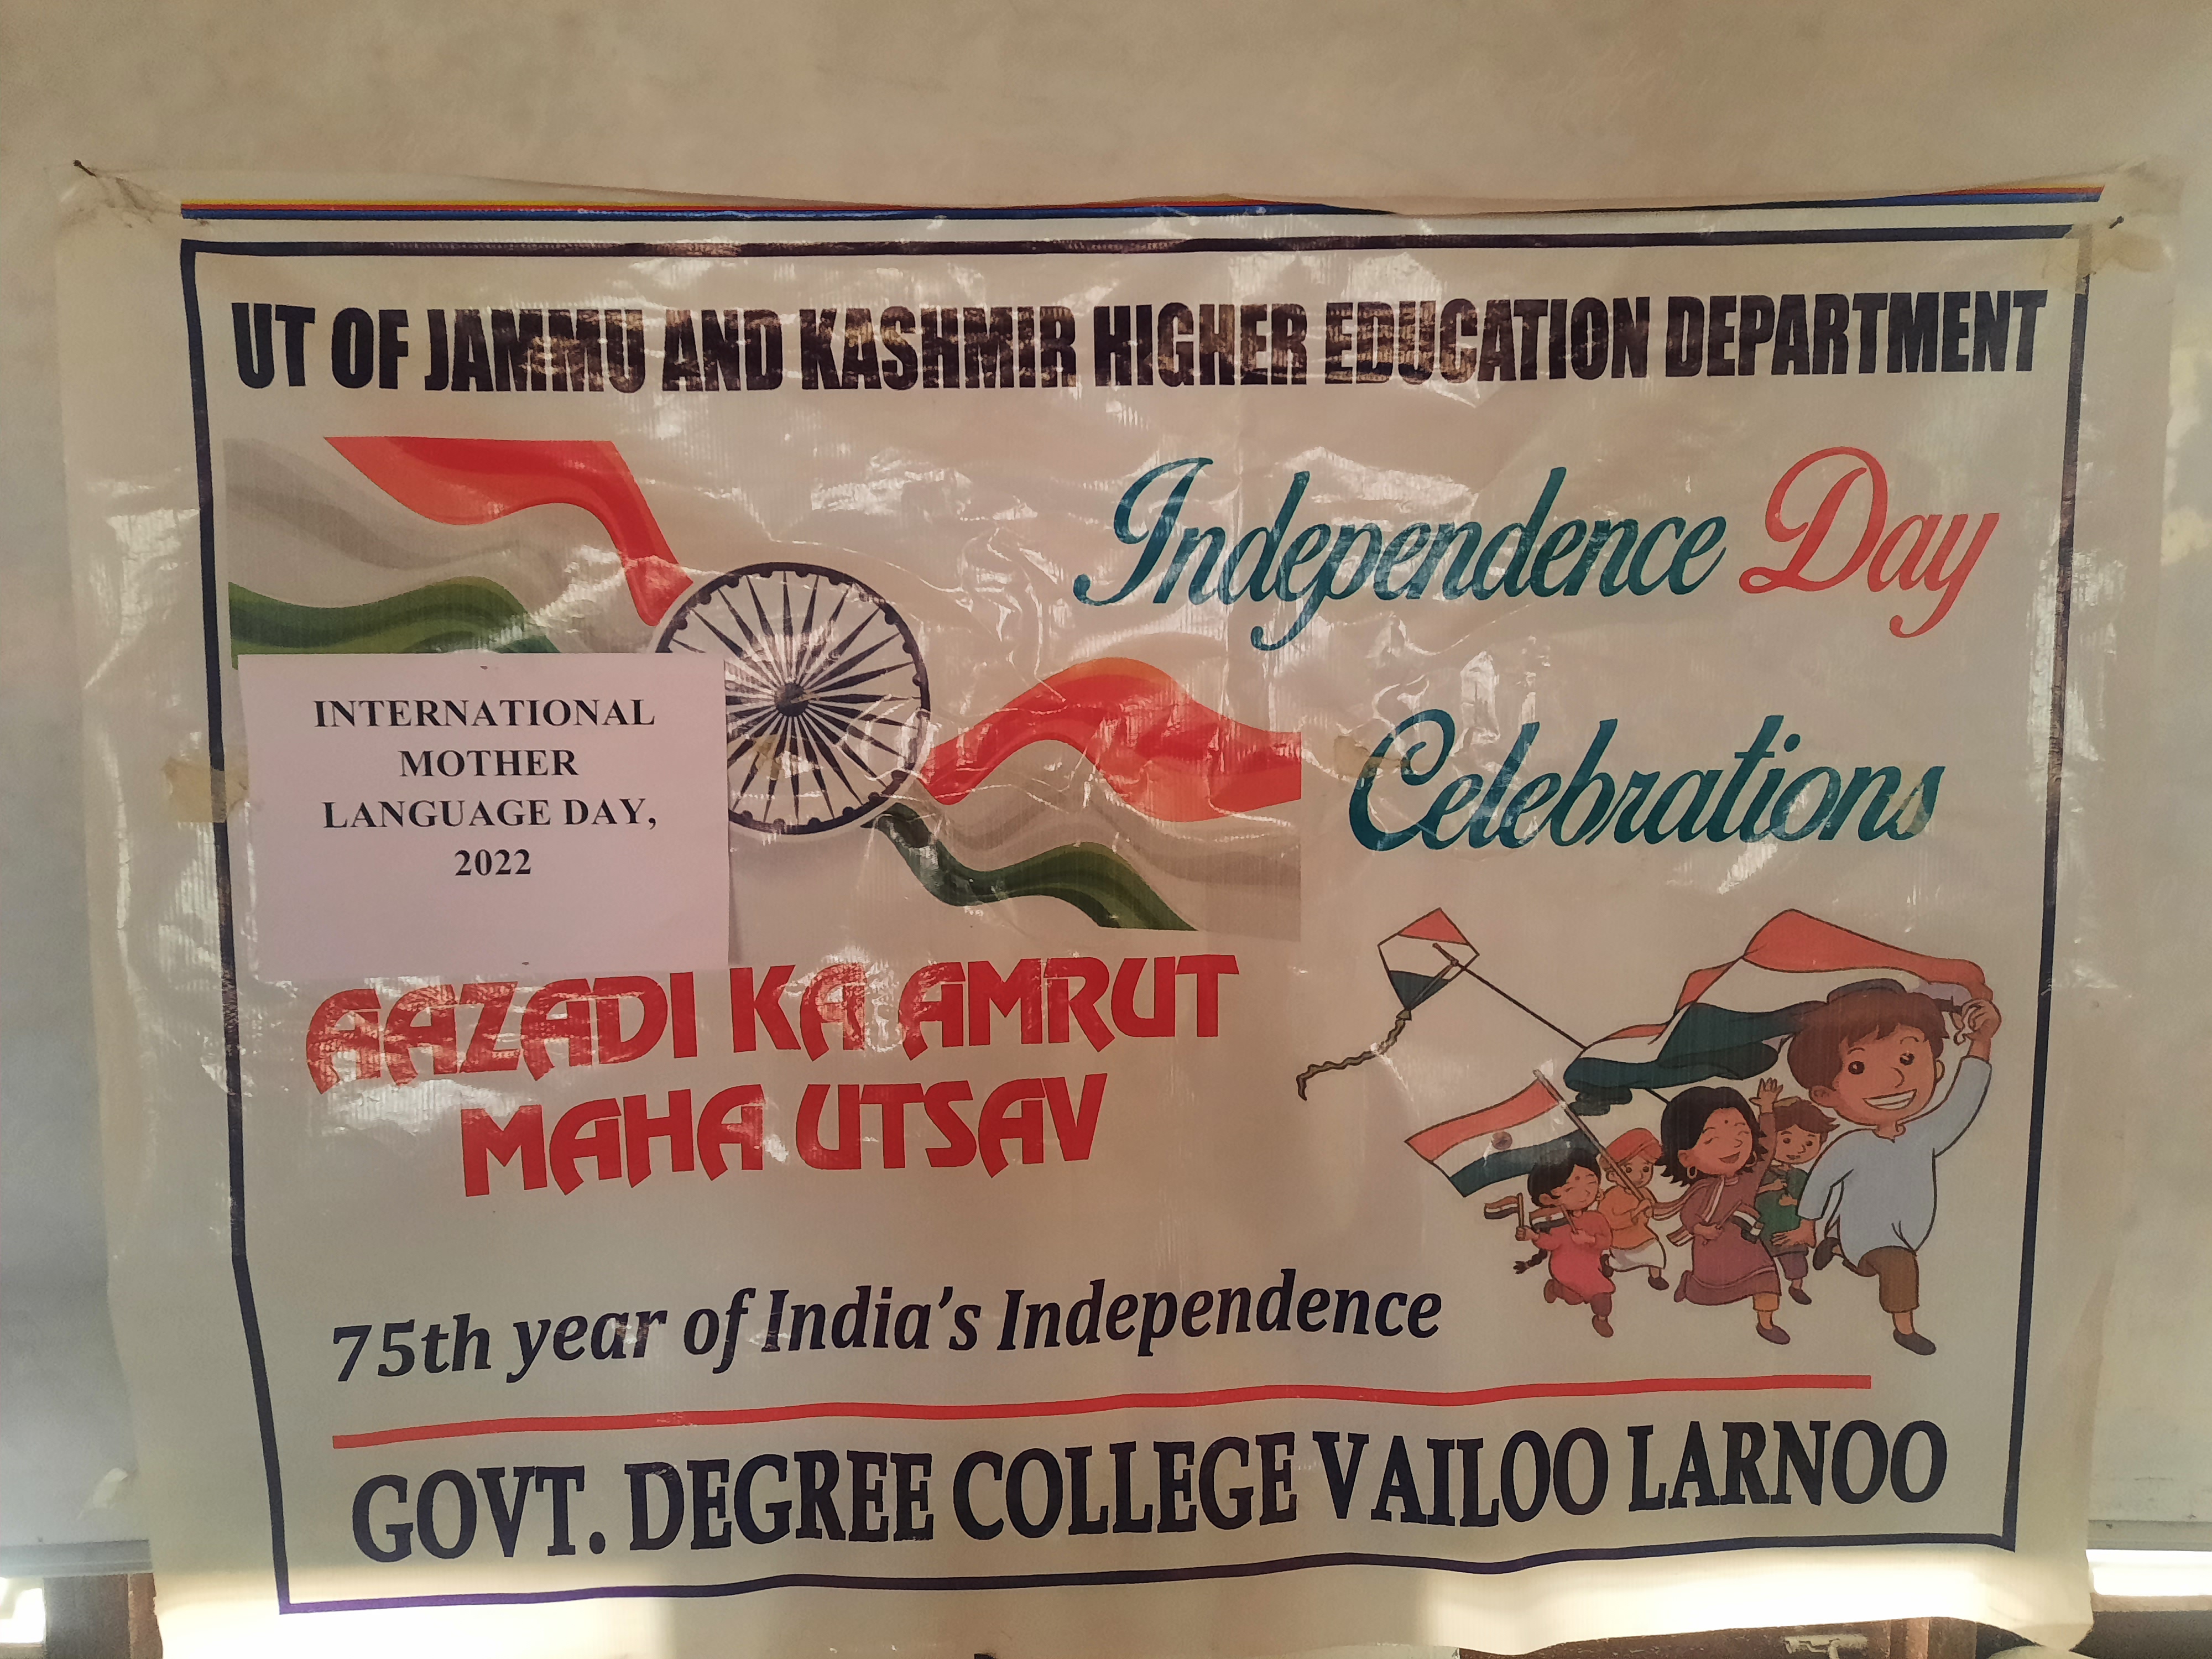 UT OF JAMMU AND KASHMIR HIGHER EDUCATION DEPARTMENT
Independence Day
Celebrations
INTERNATIONAL
MOTHER
LANGUAGE DAY,
2022
AAZADI KA AMRUT
MAHA UTSAV
75th year of India's Independence
GOVT. DEGREE COLLEGE VAILOO LARNOO